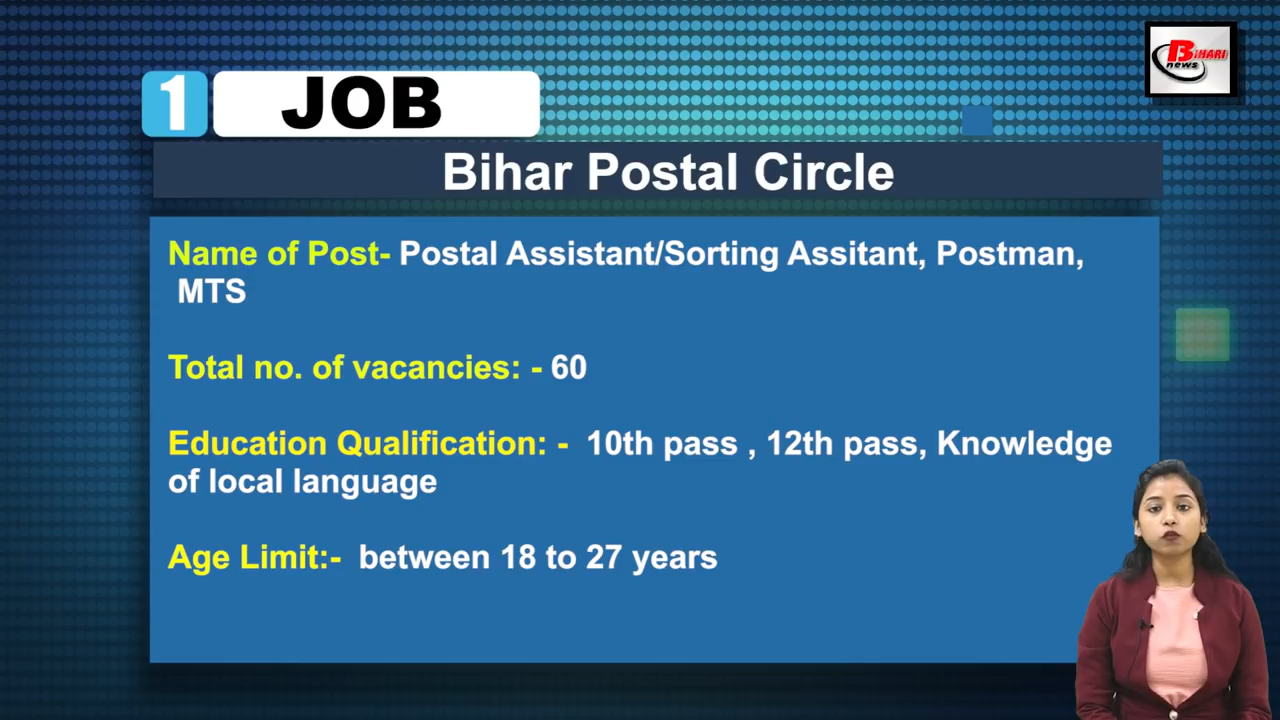 BIHARI
news
1 JOB
Bihar Postal Circle
Name of Post- Postal Assistant/Sorting Assitant, Postman,
MTS
Total no. of vacancies: - 60
Education Qualification: -  10th pass , 12th pass, Knowledge
of local language
Age Limit:-  between 18 to 27 years